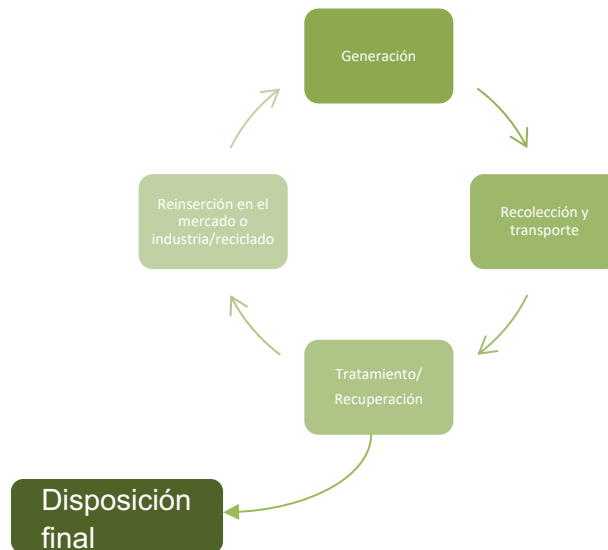 Generación
Recolección y
transporte
Reinserción en el
mercado o
industria/reciclado
Tratamiento/
Recuperación
Disposición
final